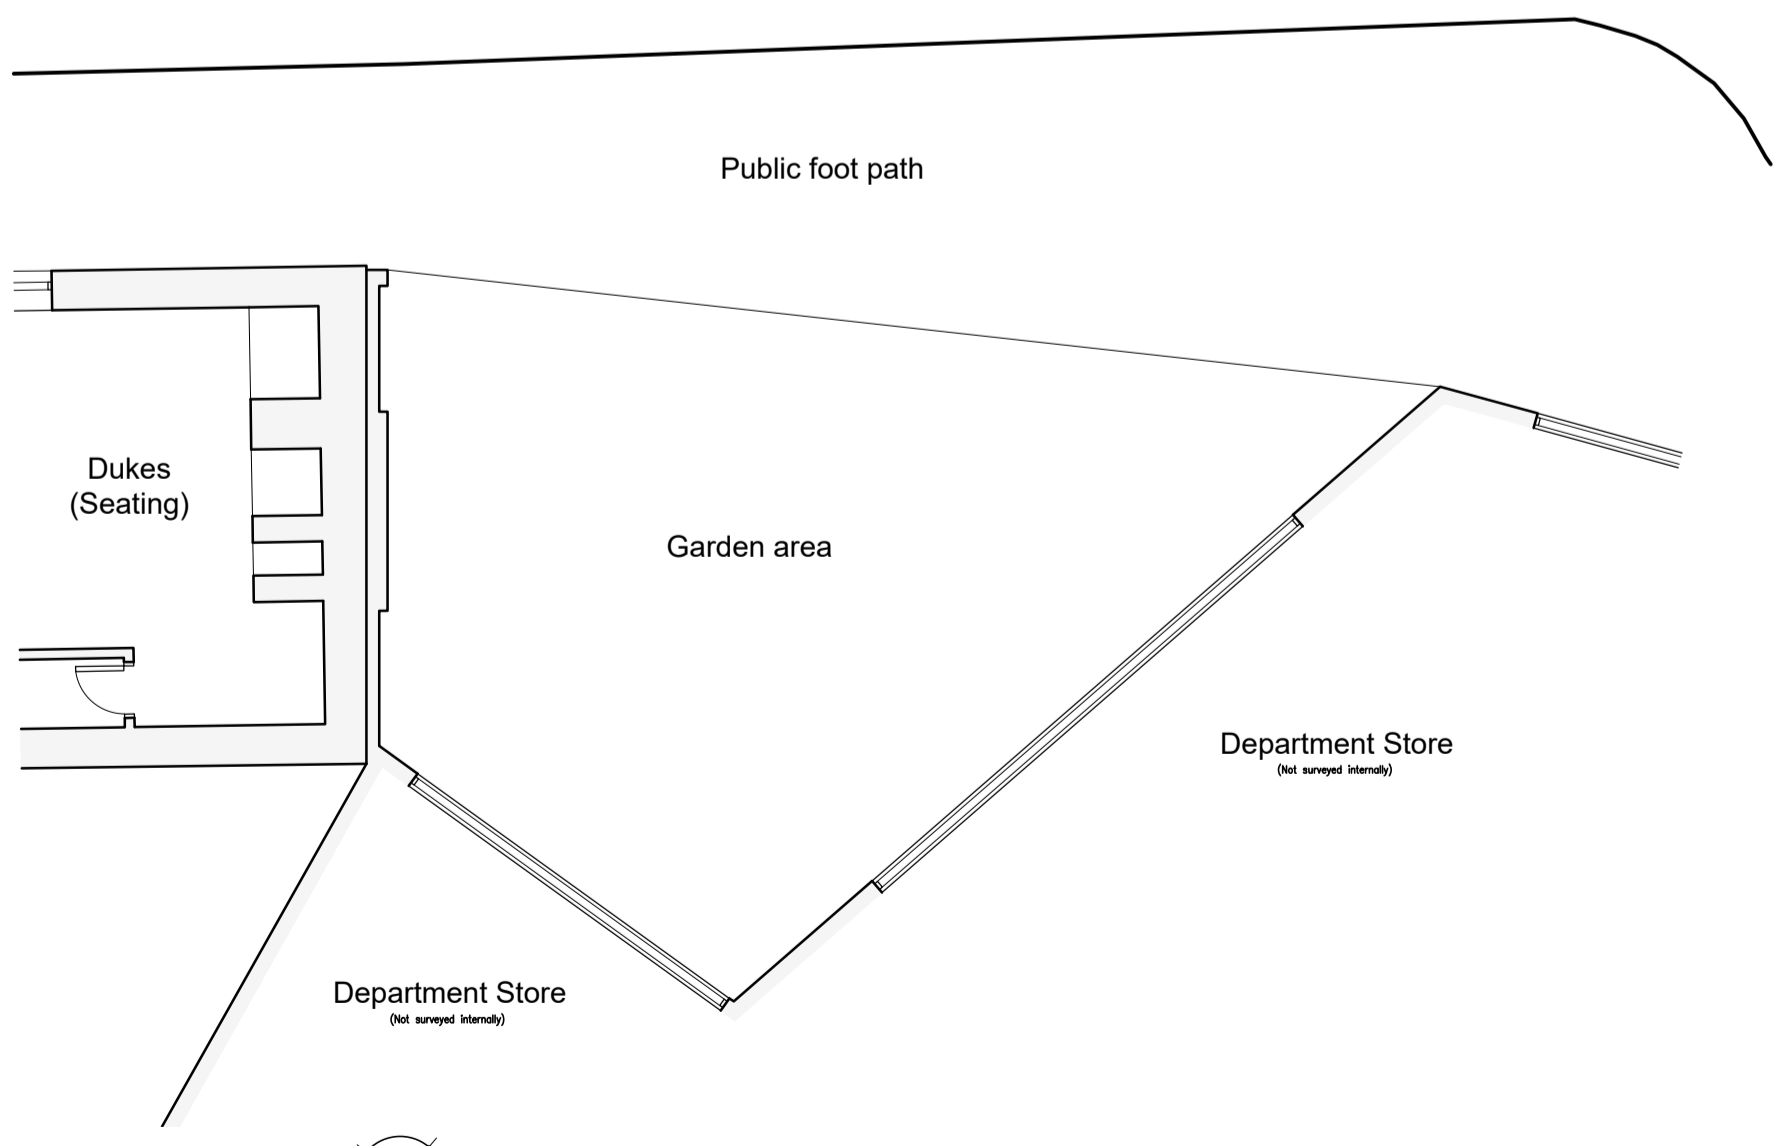 Public foot path
Dukes
(Seating)
Garden area
Department Store
(Not surveyed internally)
Department Store
(Not surveyed internally)